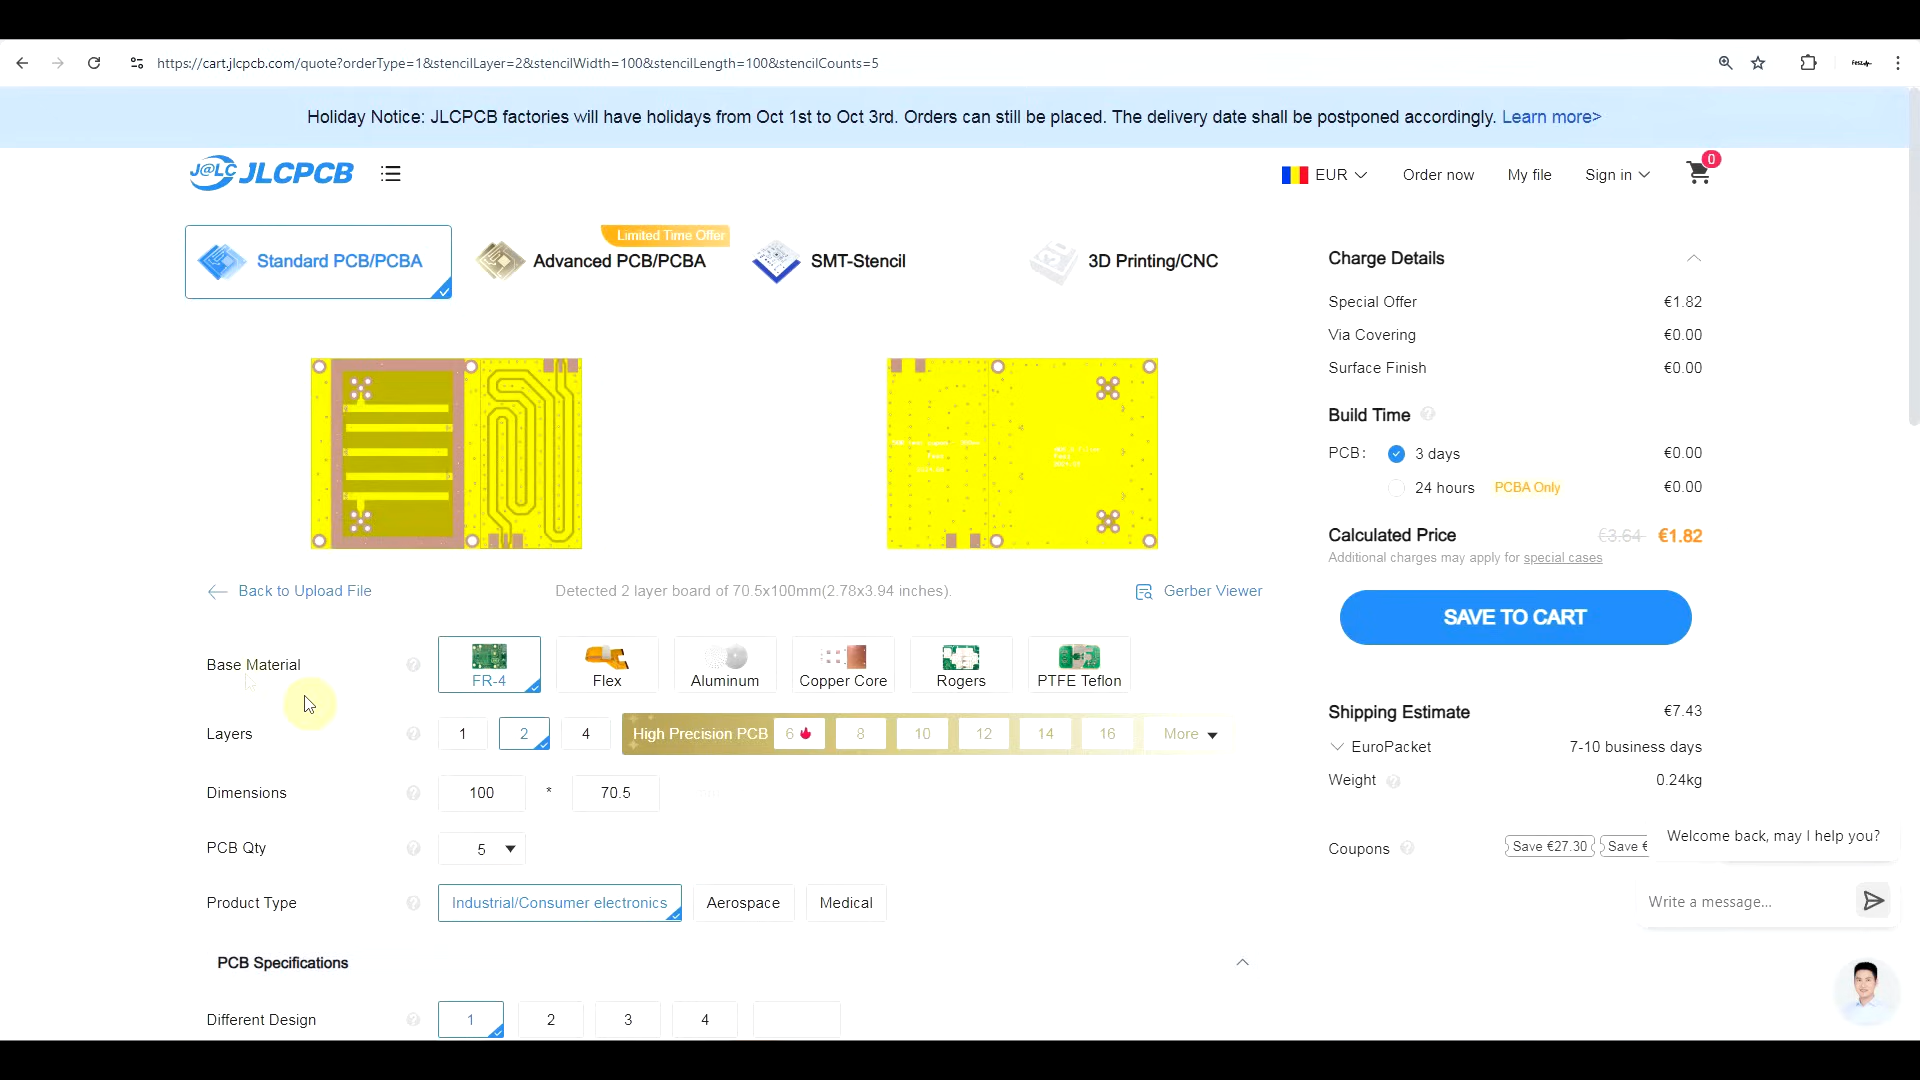 https://cart.jlcpcb.com/quote?orderType=1&stencilLayer=2&stencilWidth=100&stencilLength=100&stencilCounts=5
Holiday Notice: JLCPCB factories will have holidays from Oct 1st to Oct 3rd. Orders can still be placed. The delivery date shall be postponed accordingly. Learn more>
J@LC JLCPCB
EUR
Order now
My file
Sign in
0
Standard PCB/PCBA
Limited Time Offer
Advanced PCB/PCBA
SMT-Stencil
3D Printing/CNC
Back to Upload File
Detected 2 layer board of 70.5x100mm(2.78x3.94 inches).
Gerber Viewer
Base Material
FR-4
Flex
Aluminum
Copper Core
Rogers
PTFE Teflon
Layers
1
2
4
High Precision PCB
6
8
10
12
14
16
More
Dimensions
100
*
70.5
PCB Qty
5
Product Type
Industrial/Consumer electronics
Aerospace
Medical
PCB Specifications
Different Design
1
2
3
4
Charge Details
Special Offer €1.82
Via Covering €0.00
Surface Finish €0.00
Build Time
PCB: 3 days €0.00
24 hours PCBA Only €0.00
Calculated Price €3.64 €1.82
Additional charges may apply for special cases
SAVE TO CART
Shipping Estimate €7.43
EuroPacket 7-10 business days
Weight 0.24kg
Coupons Save €27.30 Save €
Welcome back, may I help you?
Write a message...